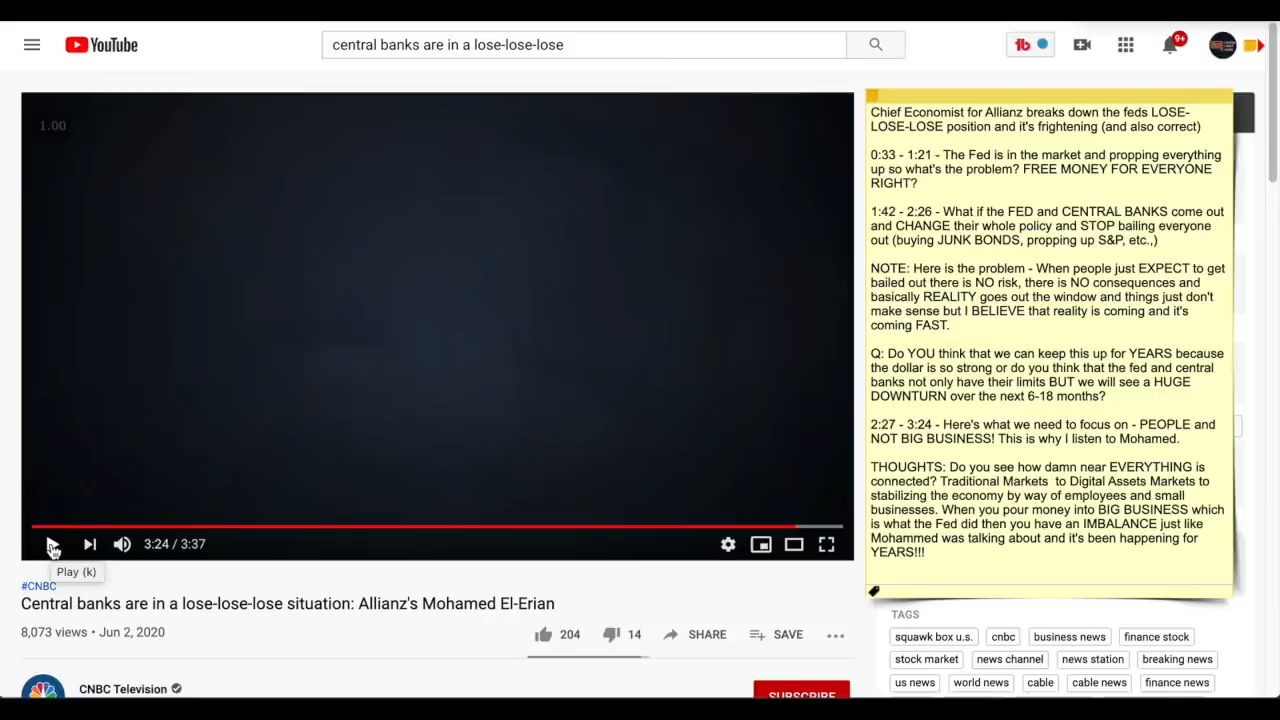 YouTube
central banks are in a lose-lose-lose
tb
9+
1.00
Chief Economist for Allianz breaks down the feds LOSE-
LOSE-LOSE position and it's frightening (and also correct)
0:33 - 1:21 - The Fed is in the market and propping everything
up so what's the problem? FREE MONEY FOR EVERYONE
RIGHT?
1:42 - 2:26 - What if the FED and CENTRAL BANKS come out
and CHANGE their whole policy and STOP bailing everyone
out (buying JUNK BONDS, propping up S&P, etc.,)
NOTE: Here is the problem - When people just EXPECT to get
bailed out there is NO risk, there is NO consequences and
basically REALITY goes out the window and things just don't
make sense but I BELIEVE that reality is coming and it's
coming FAST.
Q: Do YOU think that we can keep this up for YEARS because
the dollar is so strong or do you think that the fed and central
banks not only have their limits BUT we will see a HUGE
DOWNTURN over the next 6-18 months?
2:27 - 3:24 - Here's what we need to focus on - PEOPLE and
NOT BIG BUSINESS! This is why I listen to Mohamed.
THOUGHTS: Do you see how damn near EVERYTHING is
connected? Traditional Markets to Digital Assets Markets to
stabilizing the economy by way of employees and small
businesses. When you pour money into BIG BUSINESS which
is what the Fed did then you have an IMBALANCE just like
Mohammed was talking about and it's been happening for
YEARS!!!
3:24 / 3:37
Play (k)
#CNBC
Central banks are in a lose-lose-lose situation: Allianz's Mohamed El-Erian
8,073 views • Jun 2, 2020
204
14
SHARE
SAVE
CNBC Television
SUBSCRIBE
TAGS
squawk box u.s.
cnbc
business news
finance stock
stock market
news channel
news station
breaking news
us news
world news
cable
cable news
finance news